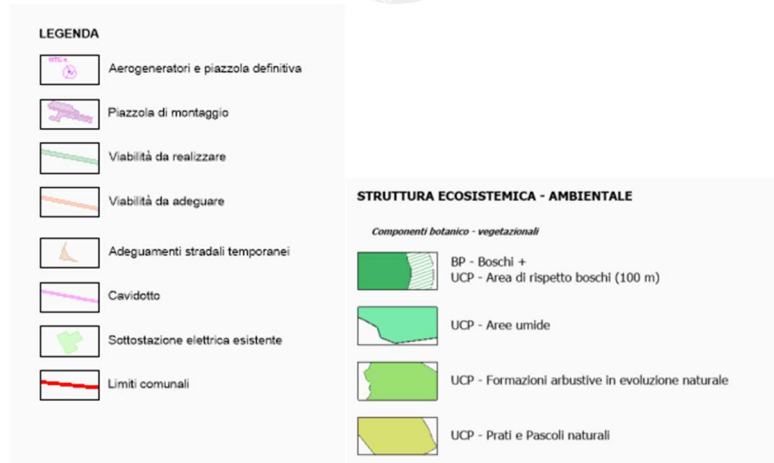 LEGENDA
Aerogeneratori e piazzola definitiva
Piazzola di montaggio
Viabilità da realizzare
Viabilità da adeguare
Adeguamenti stradali temporanei
Cavidotto
Sottostazione elettrica esistente
Limiti comunali
STRUTTURA ECOSISTEMICA - AMBIENTALE
Componenti botanico - vegetazionali
BP - Boschi +
UCP - Area di rispetto boschi (100 m)
UCP - Aree umide
UCP - Formazioni arbustive in evoluzione naturale
UCP - Prati e Pascoli naturali